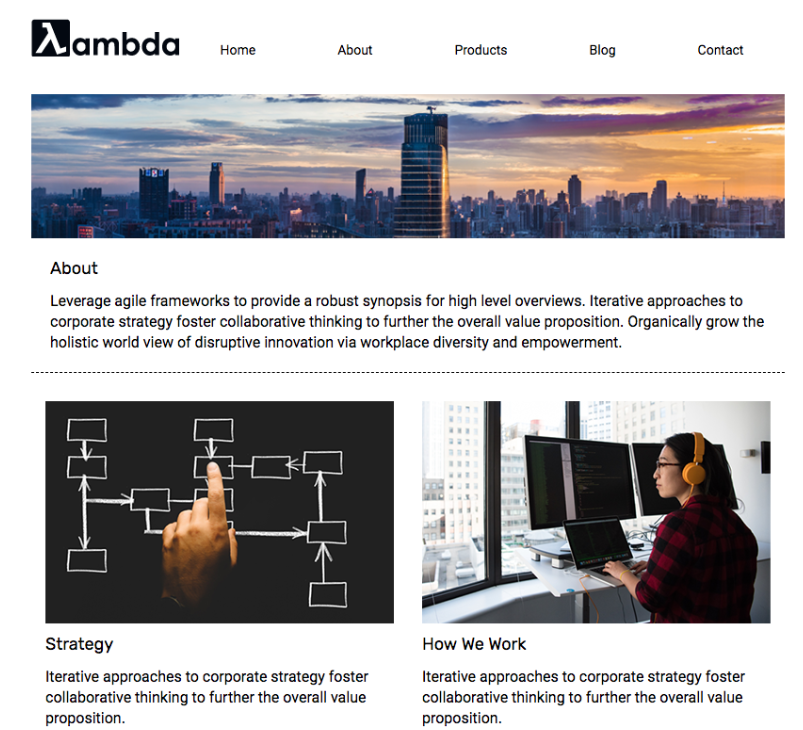 λambda
Home About Products Blog Contact
About
Leverage agile frameworks to provide a robust synopsis for high level overviews. Iterative approaches to
corporate strategy foster collaborative thinking to further the overall value proposition. Organically grow the
holistic world view of disruptive innovation via workplace diversity and empowerment.
Strategy
Iterative approaches to corporate strategy foster
collaborative thinking to further the overall value
proposition.
How We Work
Iterative approaches to corporate strategy foster
collaborative thinking to further the overall value
proposition.